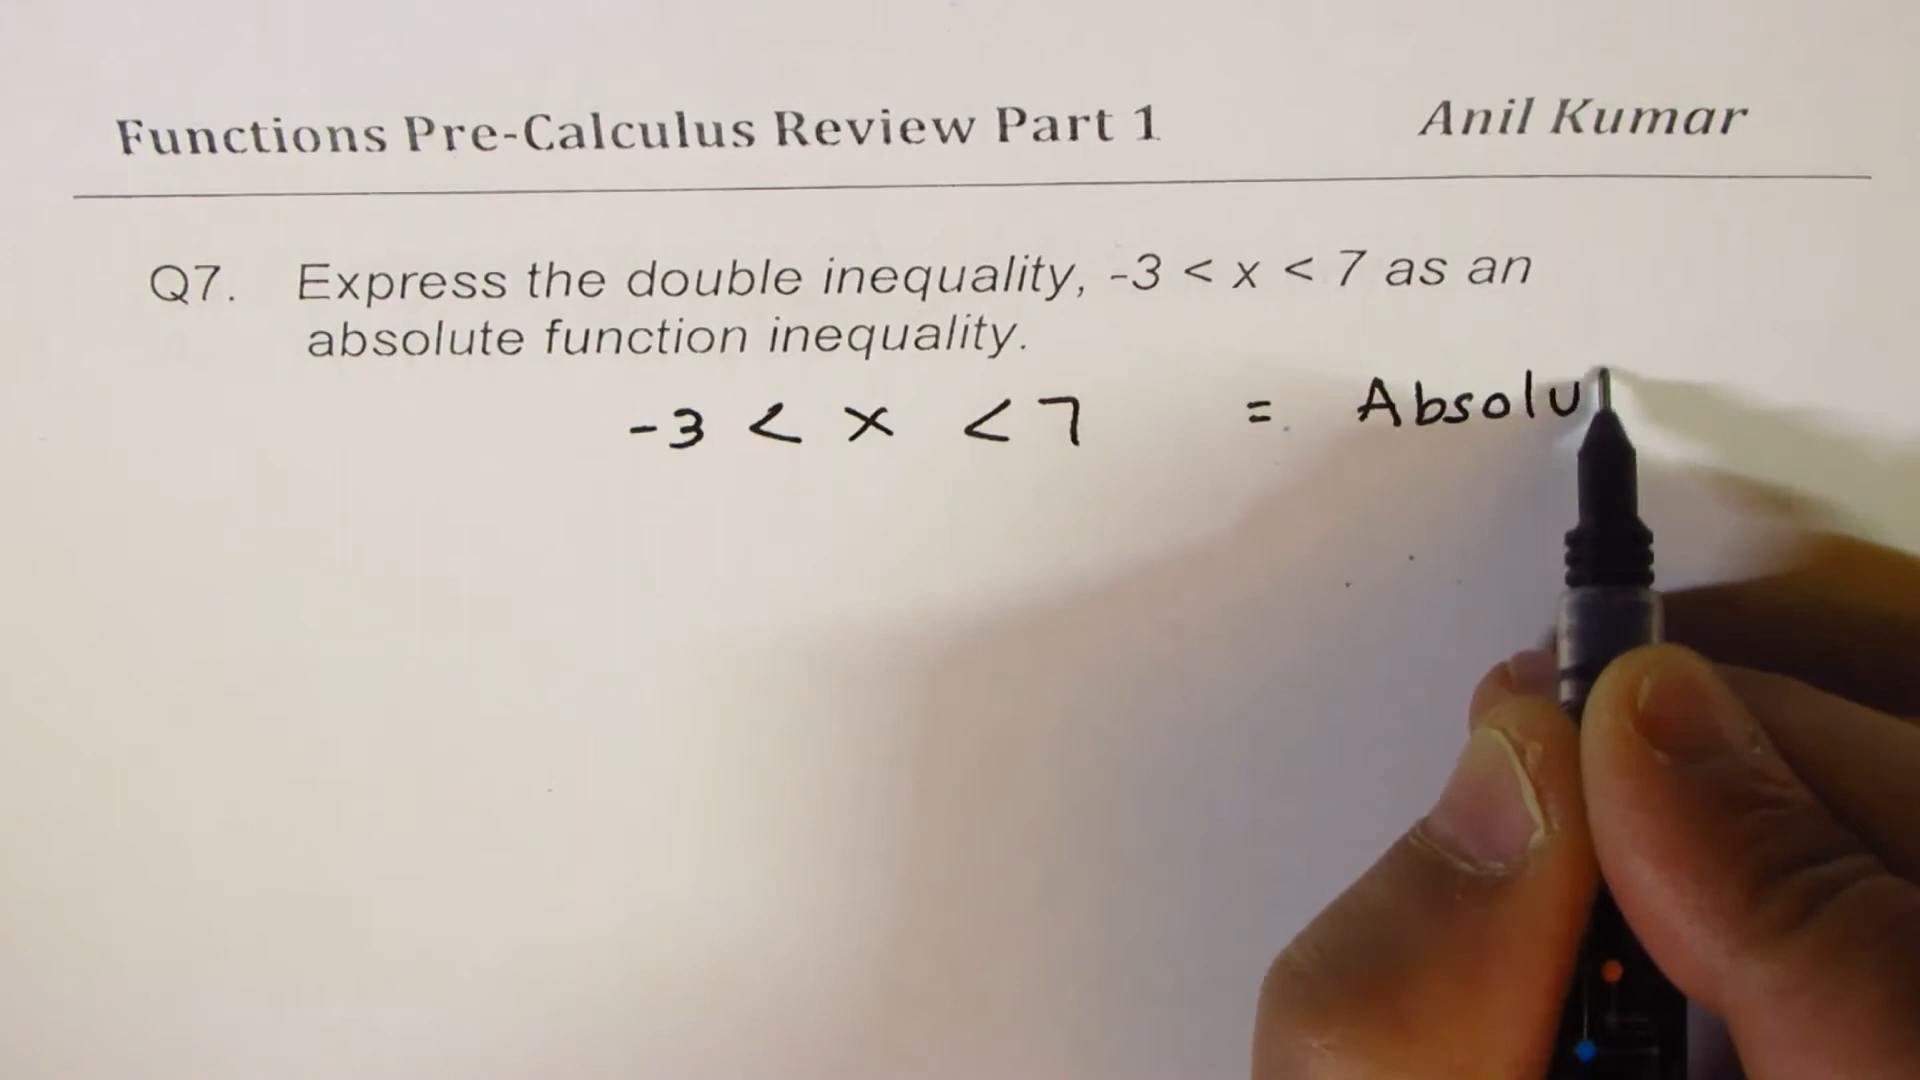 Functions Pre-Calculus Review Part 1 Anil Kumar
Q7. Express the double inequality, -3 < x < 7 as an
absolute function inequality.
-3 < x < 7 = Absolu